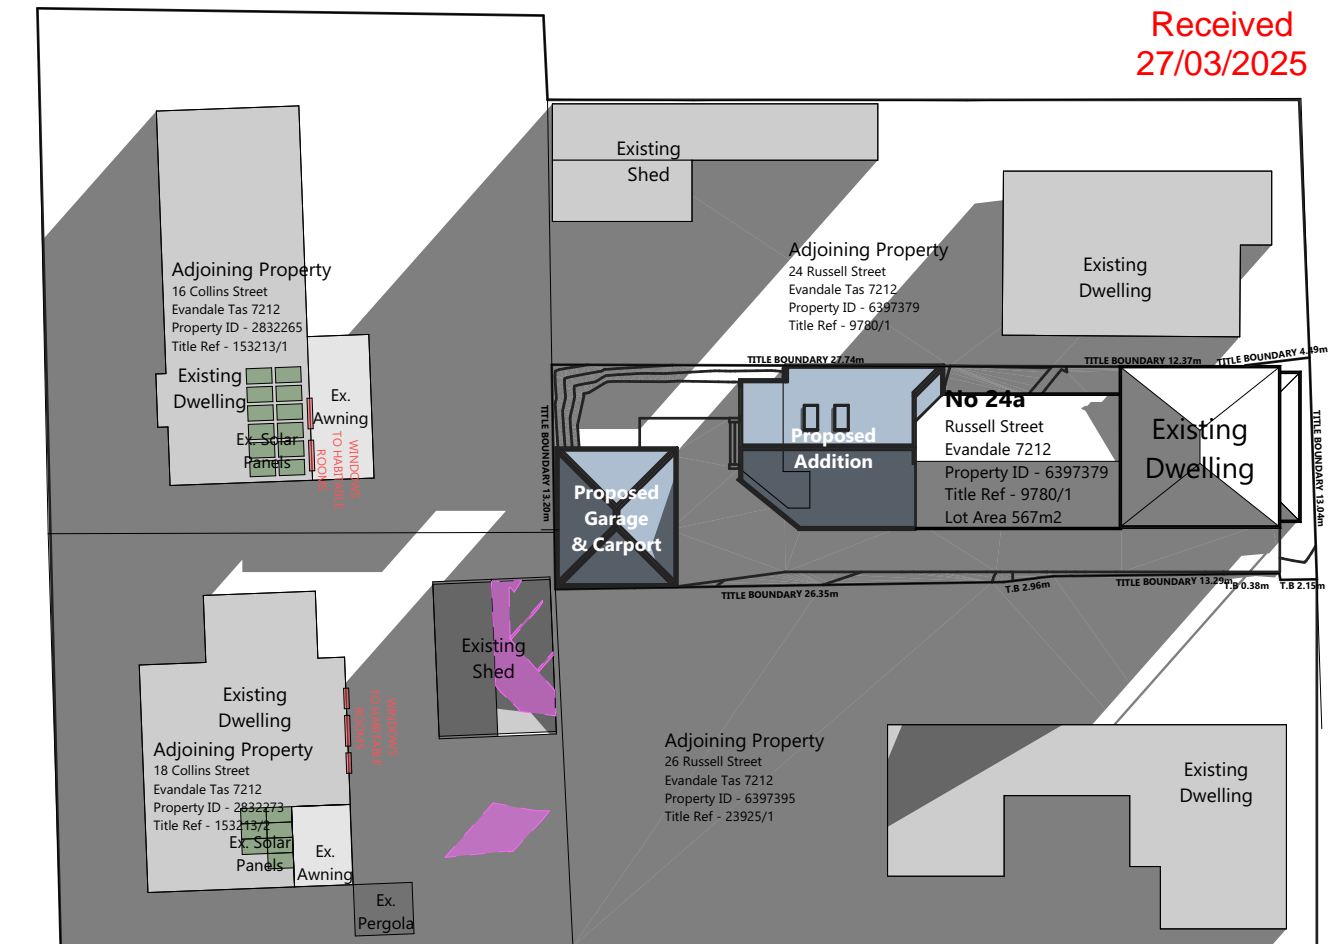 Received
27/03/2025
Existing
Shed
Adjoining Property
24 Russell Street
Evandale Tas 7212
Property ID - 6397379
Title Ref - 9780/1
Existing
Dwelling
Adjoining Property
16 Collins Street
Evandale Tas 7212
Property ID - 2832265
Title Ref - 153213/1
Existing
Dwelling
Ex.
Awning
Ex. Solar
Panels
WINDOWS
TO HABITABLE
ROOMS
TITLE BOUNDARY 27.74m
TITLE BOUNDARY 12.37m
TITLE BOUNDARY 4.49m
TITLE BOUNDARY 13.20m
TITLE BOUNDARY 13.04m
No 24a
Russell Street
Evandale 7212
Property ID - 6397379
Title Ref - 9780/1
Lot Area 567m2
Existing
Dwelling
Proposed
Addition
Proposed
Garage
& Carport
TITLE BOUNDARY 26.35m
T.B 2.96m
TITLE BOUNDARY 13.29m
T.B 0.38m
T.B 2.15m
Existing
Shed
Existing
Dwelling
WINDOWS
TO HABITABLE
ROOMS
Adjoining Property
18 Collins Street
Evandale Tas 7212
Property ID - 2832273
Title Ref - 153213/2
Ex. Solar
Panels
Ex.
Awning
Ex.
Pergola
Adjoining Property
26 Russell Street
Evandale Tas 7212
Property ID - 6397395
Title Ref - 23925/1
Existing
Dwelling